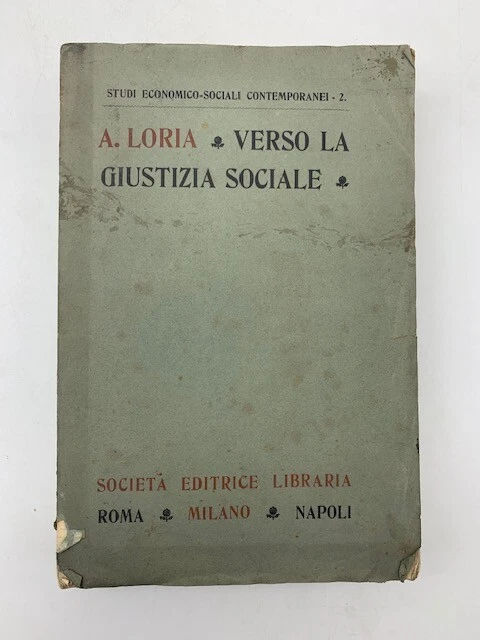 STUDI ECONOMICO-SOCIALI CONTEMPORANEI - 2.
A. LORIA VERSO LA
GIUSTIZIA SOCIALE
SOCIETÀ EDITRICE LIBRARIA
ROMA MILANO NAPOLI